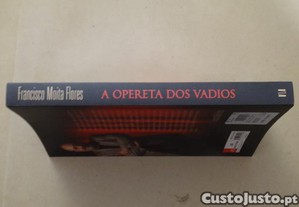 Francisco Moita Flores
A OPERETA DOS VADIOS
CustoJusto.pt